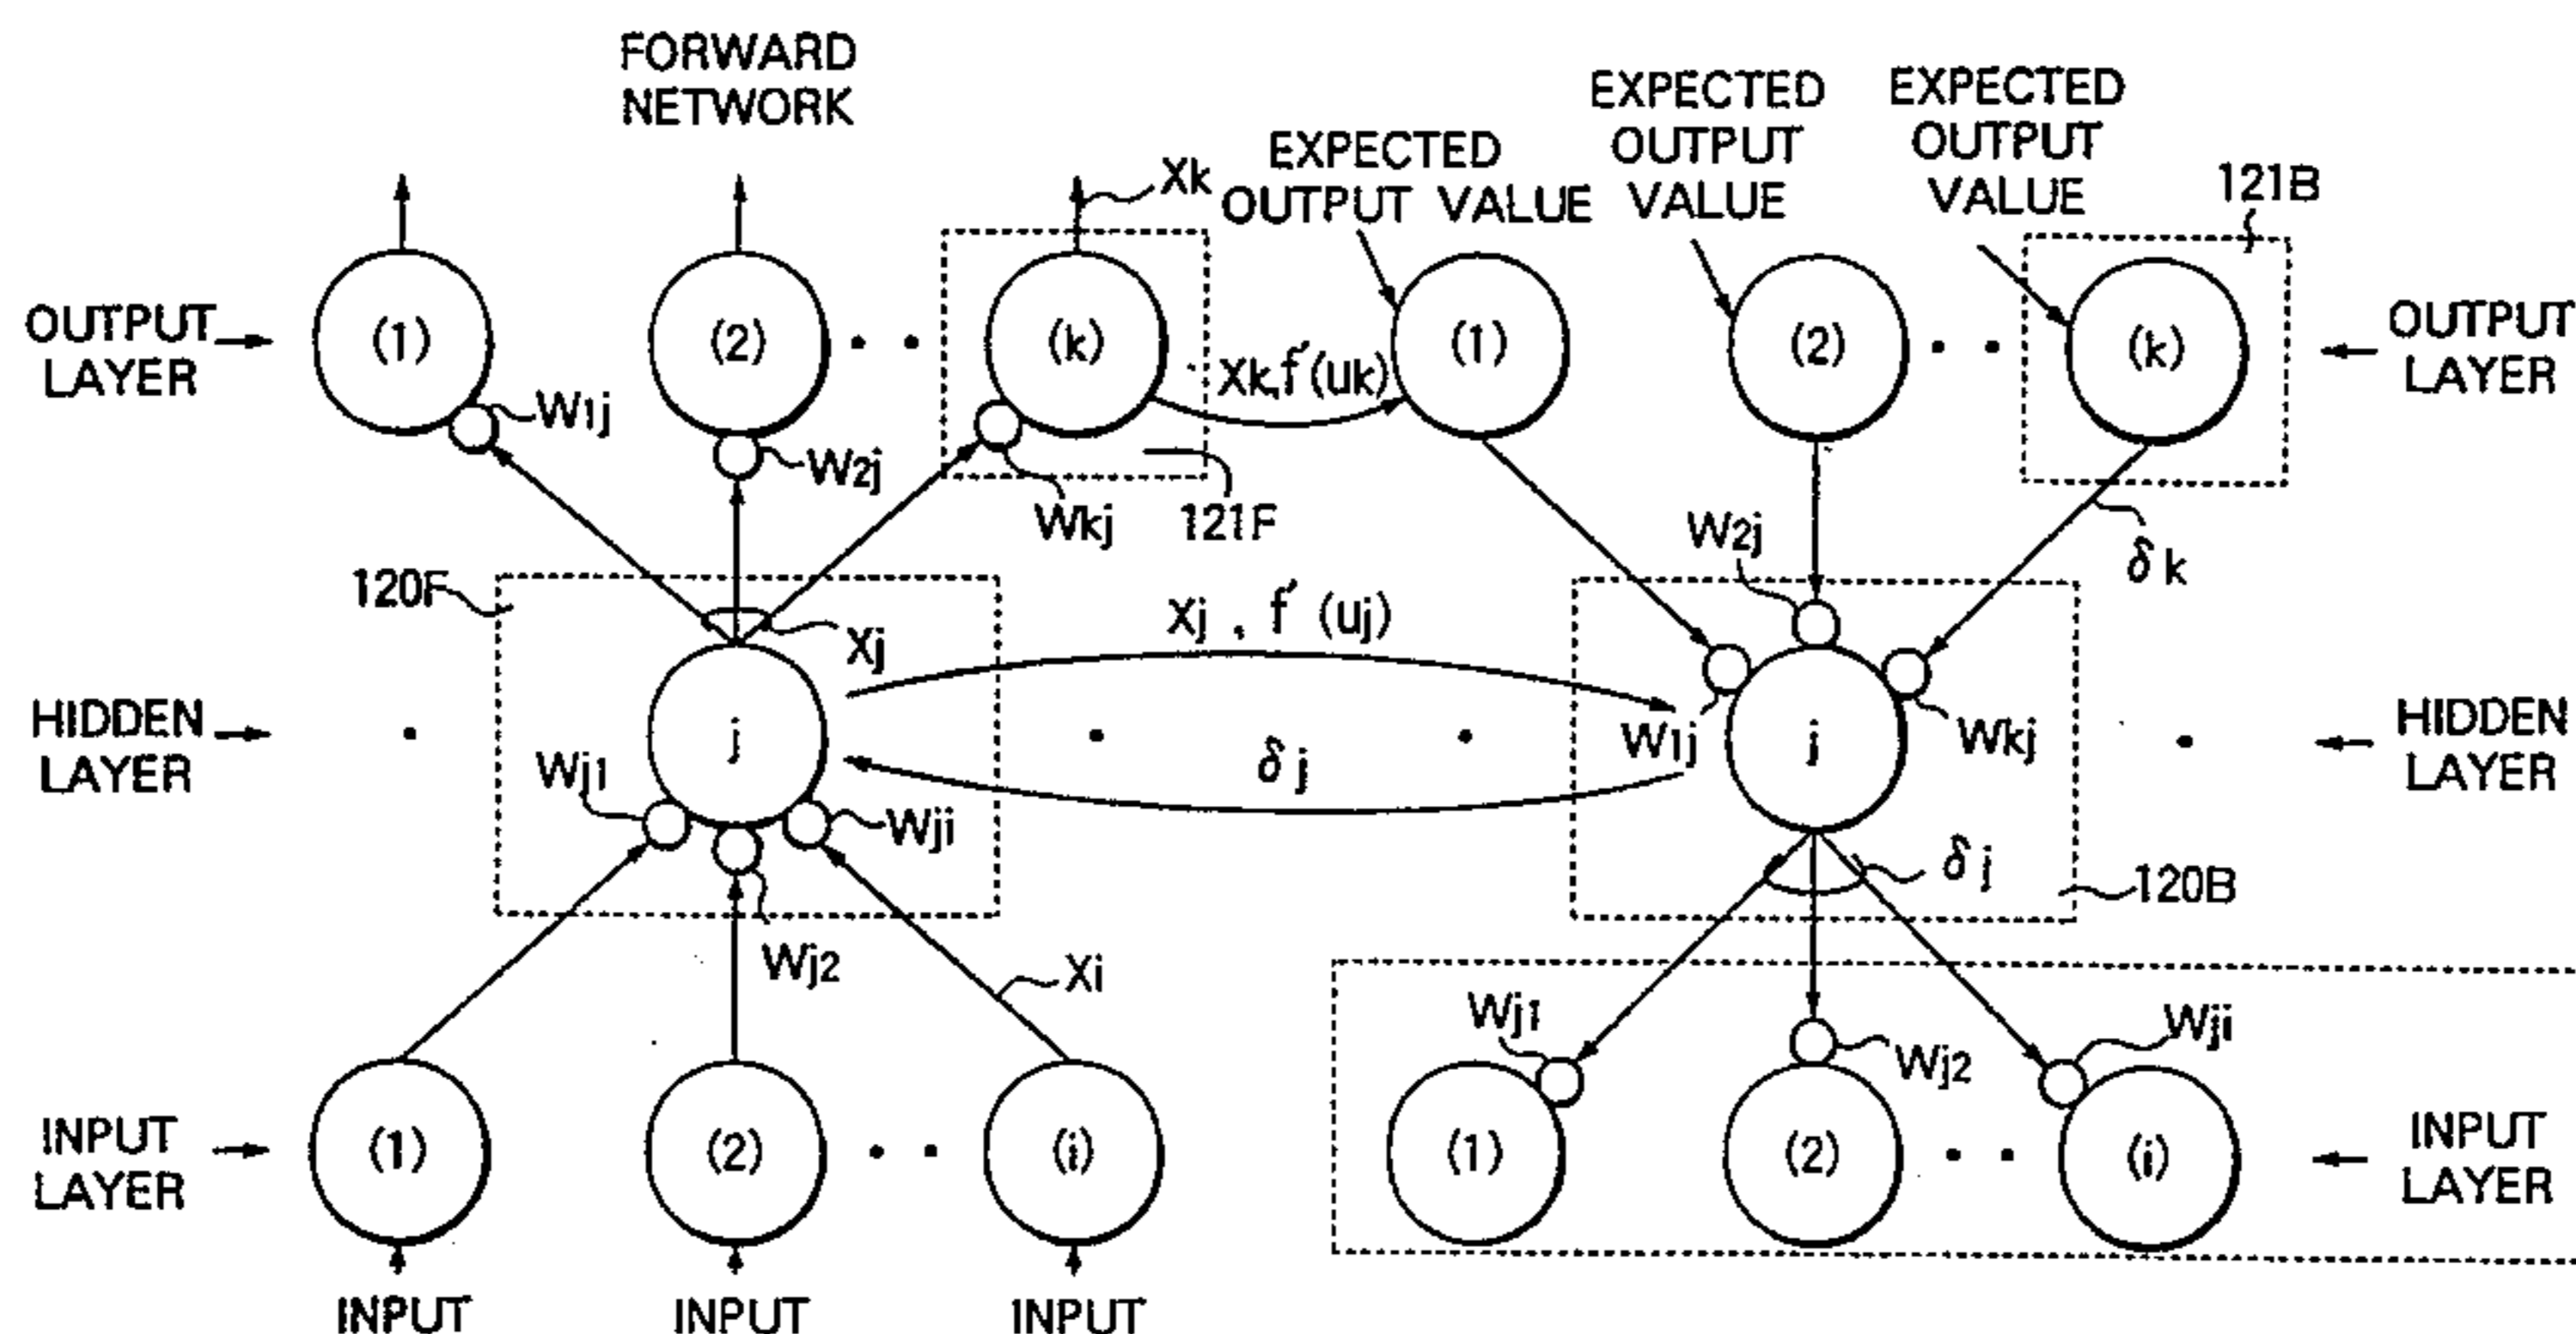 FORWARD
NETWORK
EXPECTED
OUTPUT VALUE
EXPECTED
OUTPUT
VALUE
EXPECTED
OUTPUT
VALUE
Xk
121B
OUTPUT
LAYER
(1)
(2)
(k)
Xk,f'(uk)
(1)
(2)
(k)
OUTPUT
LAYER
W1j
W2j
Wkj
121F
W2j
δk
120F
Xj
Xj , f' (uj)
HIDDEN
LAYER
j
δj
W1j
j
Wkj
HIDDEN
LAYER
Wj1
Wji
δj
120B
Wj2
Xi
Wj1
Wj2
Wji
INPUT
LAYER
(1)
(2)
(i)
(1)
(2)
(i)
INPUT
LAYER
INPUT
INPUT
INPUT